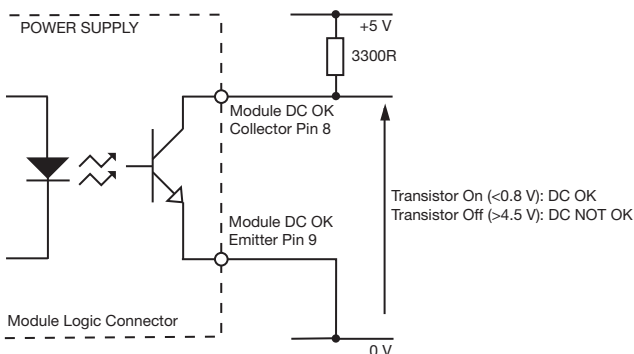 POWER SUPPLY
+5 V
3300R
Module DC OK
Collector Pin 8
Transistor On (<0.8 V): DC OK
Transistor Off (>4.5 V): DC NOT OK
Module DC OK
Emitter Pin 9
Module Logic Connector
0 V